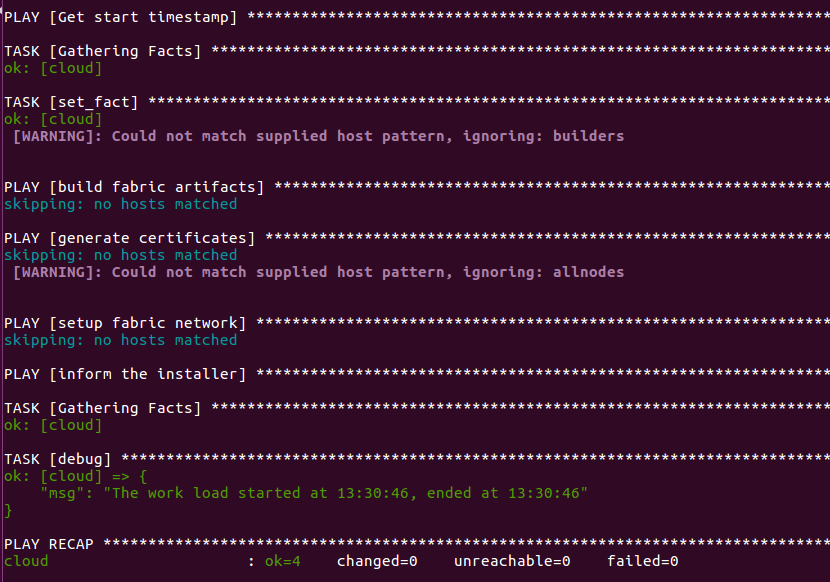 PLAY [Get start timestamp] *****************************************************************
TASK [Gathering Facts] *********************************************************************
ok: [cloud]
TASK [set_fact] ****************************************************************************
ok: [cloud]
[WARNING]: Could not match supplied host pattern, ignoring: builders
PLAY [build fabric artifacts] **************************************************************
skipping: no hosts matched
PLAY [generate certificates] ***************************************************************
skipping: no hosts matched
[WARNING]: Could not match supplied host pattern, ignoring: allnodes
PLAY [setup fabric network] ****************************************************************
skipping: no hosts matched
PLAY [inform the installer] ****************************************************************
TASK [Gathering Facts] *********************************************************************
ok: [cloud]
TASK [debug] *******************************************************************************
ok: [cloud] => {
    "msg": "The work load started at 13:30:46, ended at 13:30:46"
}
PLAY RECAP *********************************************************************************
cloud                      : ok=4    changed=0    unreachable=0    failed=0